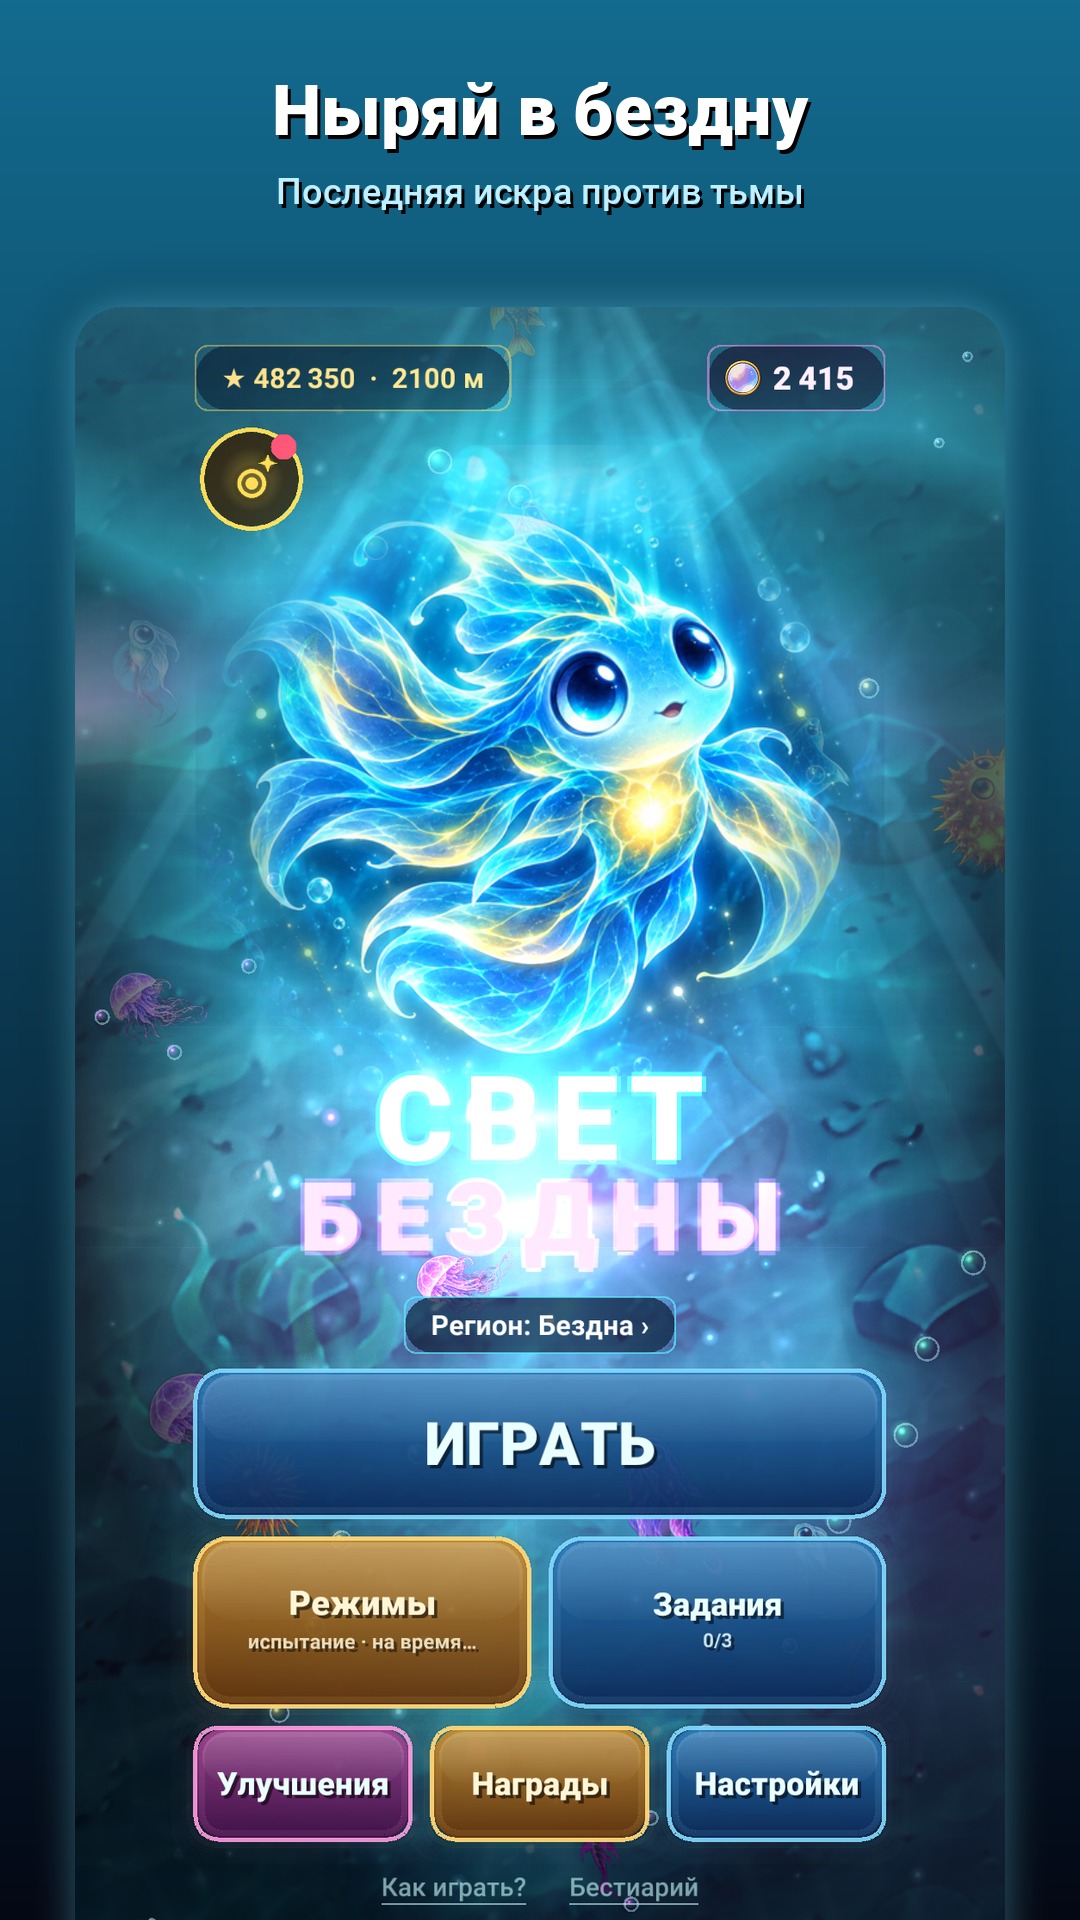 Ныряй в бездну
Последняя искра против тьмы
★ 482 350 · 2100 м
2 415
СВЕТ
БЕЗДНЫ
Регион: Бездна ›
ИГРАТЬ
Режимы
испытание · на время…
Задания
0/3
Улучшения
Награды
Настройки
Как играть?
Бестиарий